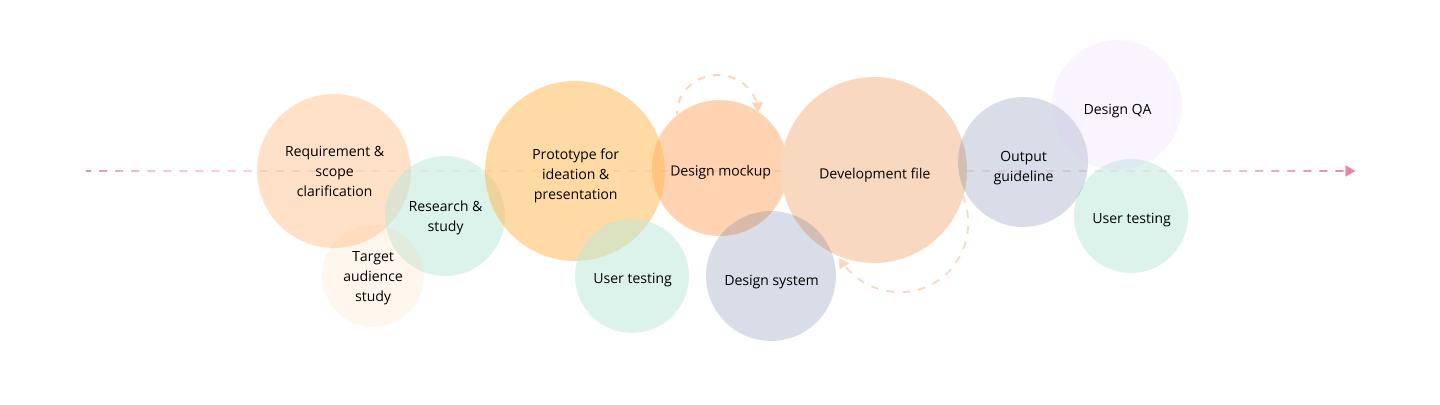 Requirement &
scope
clarification
Target
audience
study
Research &
study
Prototype for
ideation &
presentation
User testing
Design mockup
Design system
Development file
Output
guideline
Design QA
User testing